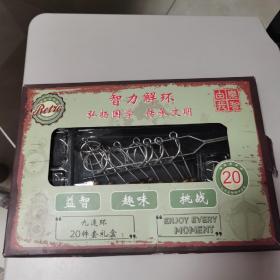 Retro
智力解环
弘扬国学 传承文明
20
益智 趣味 挑战
九连环
20件套礼盒
ENJOY EVERY
MOMENT